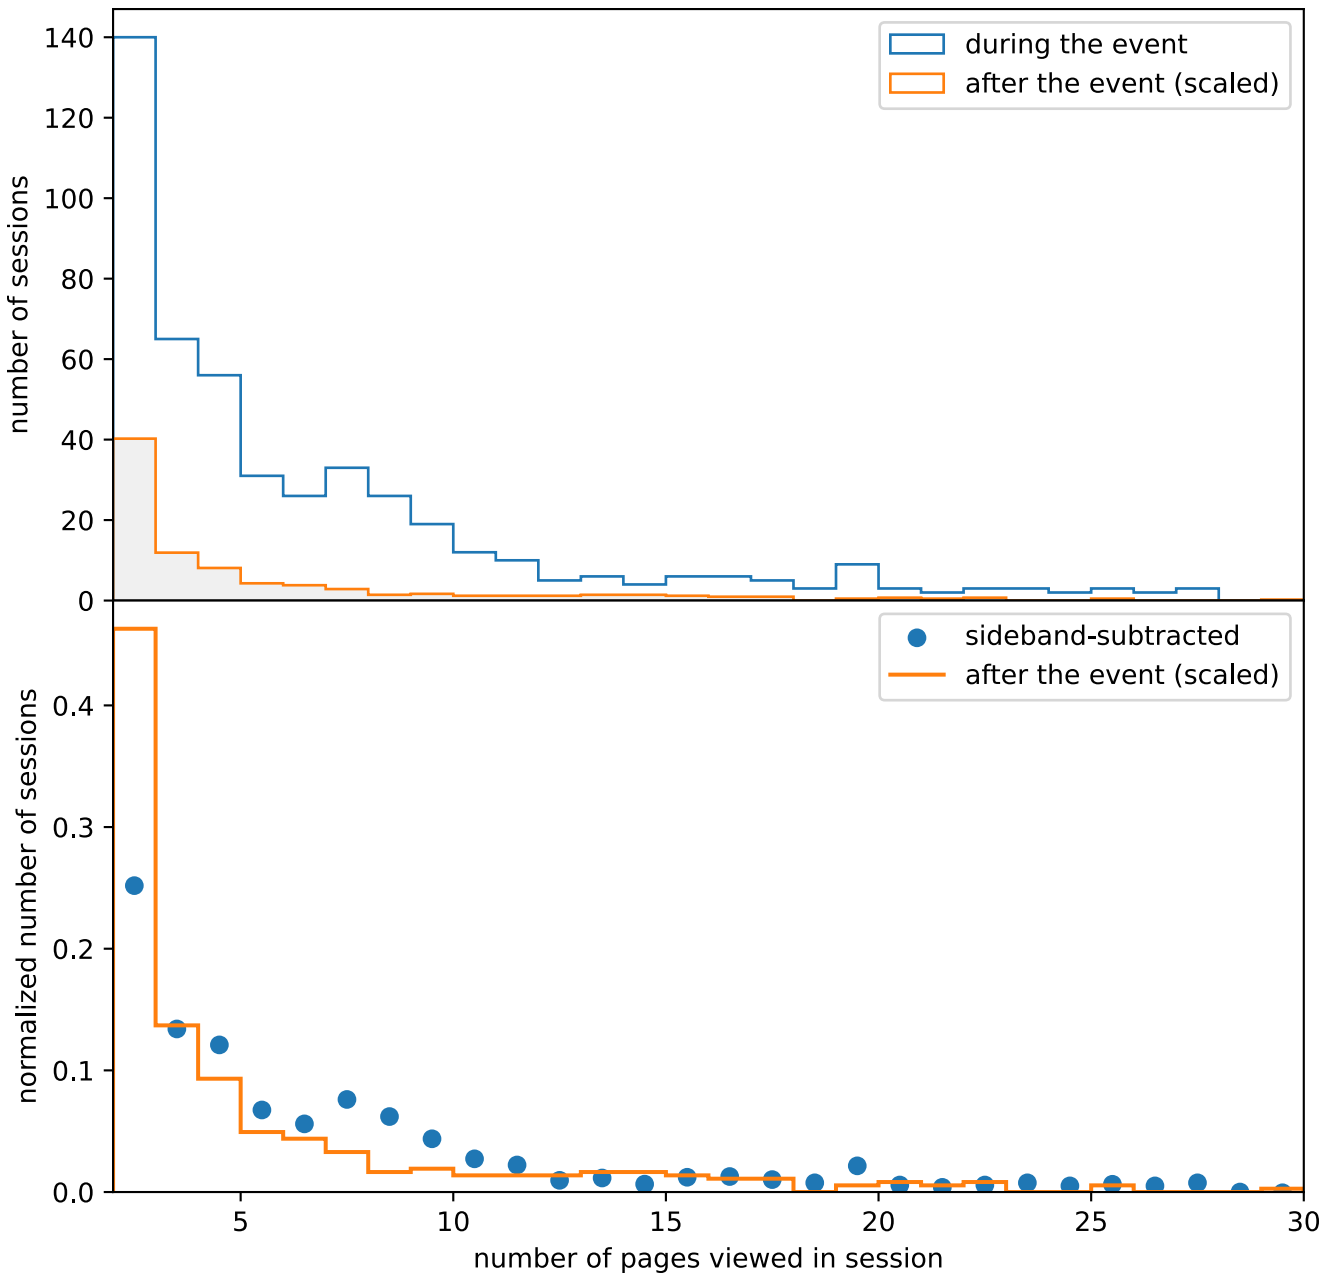 140
120
100
80
60
40
20
0
number of sessions
during the event
after the event (scaled)
0.4
0.3
0.2
0.1
0.0
normalized number of sessions
sideband-subtracted
after the event (scaled)
5 10 15 20 25 30
number of pages viewed in session